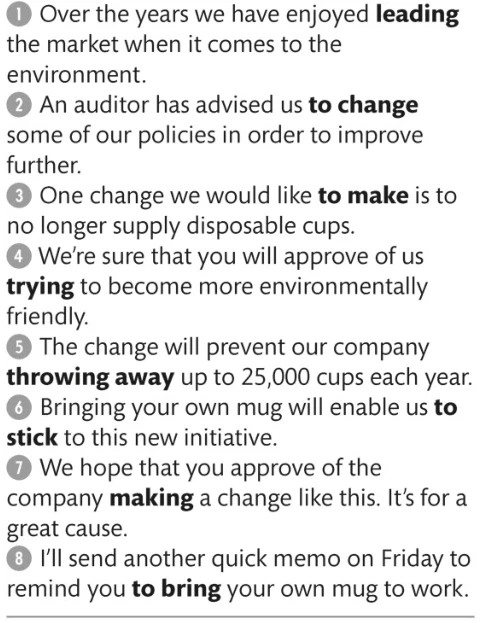 1 Over the years we have enjoyed leading
the market when it comes to the
environment.
2 An auditor has advised us to change
some of our policies in order to improve
further.
3 One change we would like to make is to
no longer supply disposable cups.
4 We’re sure that you will approve of us
trying to become more environmentally
friendly.
5 The change will prevent our company
throwing away up to 25,000 cups each year.
6 Bringing your own mug will enable us to
stick to this new initiative.
7 We hope that you approve of the
company making a change like this. It’s for a
great cause.
8 I’ll send another quick memo on Friday to
remind you to bring your own mug to work.